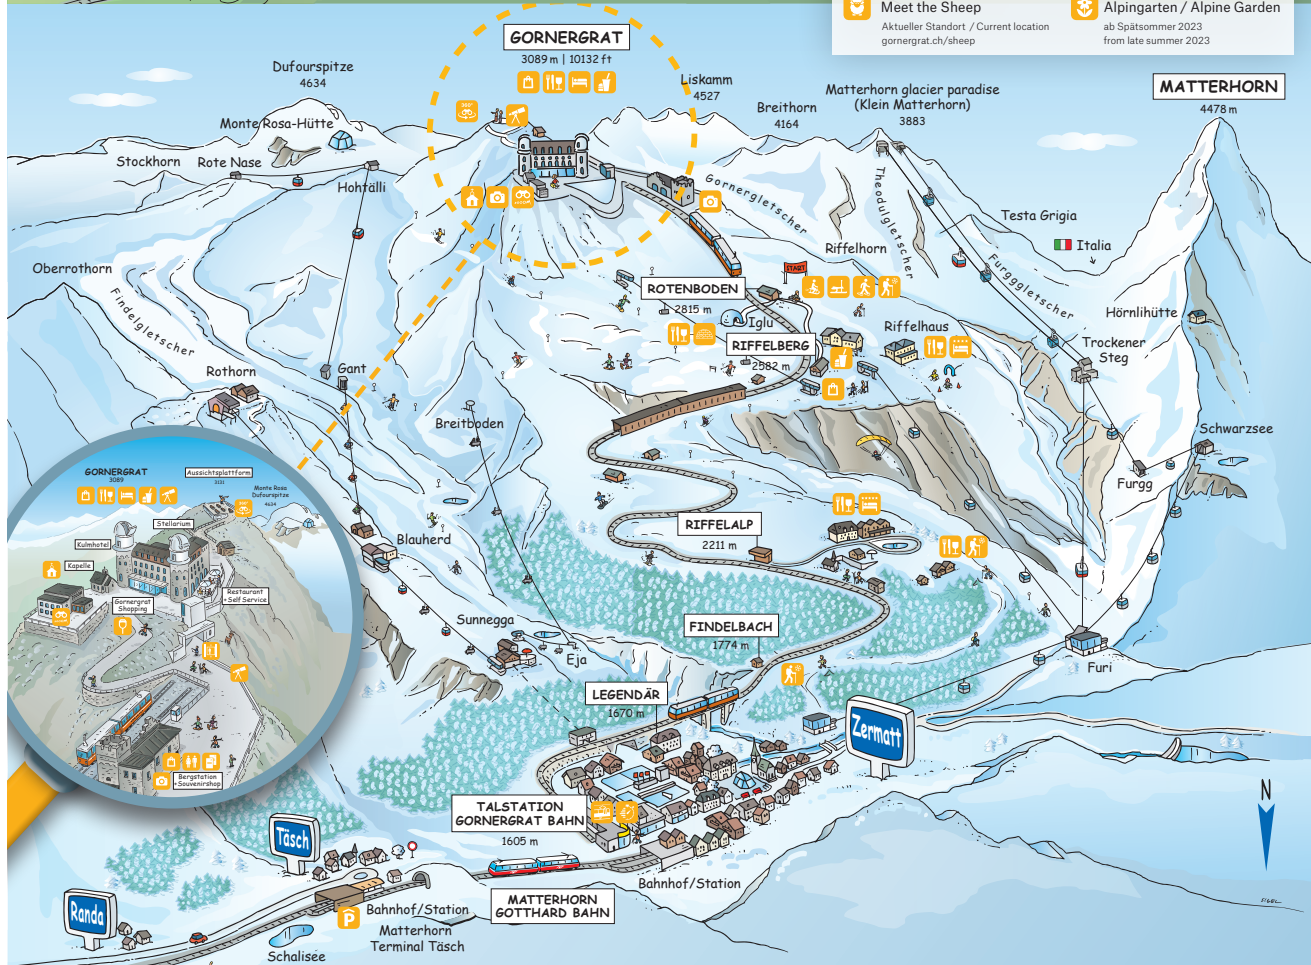 Meet the Sheep
Aktueller Standort / Current location
gornergrat.ch/sheep
Alpingarten / Alpine Garden
ab Spätsommer 2023
from late summer 2023
GORNERGRAT
3089 m | 10132 ft
Dufourspitze
4634
Liskamm
4527
Breithorn
4164
Matterhorn glacier paradise
(Klein Matterhorn)
3883
MATTERHORN
4478 m
360°
Monte Rosa-Hütte
Stockhorn
Rote Nase
Hohtälli
Gornergletscher
Theodulgletscher
Testa Grigia
Italia
Riffelhorn
Furgggletscher
Oberrothorn
Findelgletscher
START
ROTENBODEN
2815 m
Iglu
RIFFELBERG
2582 m
Riffelhaus
Hörnlihütte
Trockener
Steg
Rothorn
Gant
Breitboden
Schwarzsee
Furgg
GORNERGRAT
3089
Aussichtsplattform
3131
Monte Rosa
Dufourspitze
4634
360°
Stellarium
Kulmhotel
Kapelle
Restaurant
+Self Service
Gornergrat
Shopping
Bergstation
+Souvenirshop
Blauherd
RIFFELALP
2211 m
Sunnegga
Eja
FINDELBACH
1774 m
Furi
LEGENDÄR
1670 m
Zermatt
N
TALSTATION
GORNERGRAT BAHN
1605 m
Täsch
Bahnhof/Station
MATTERHORN
GOTTHARD BAHN
Randa
P
Bahnhof/Station
Matterhorn
Terminal Täsch
Schalisee